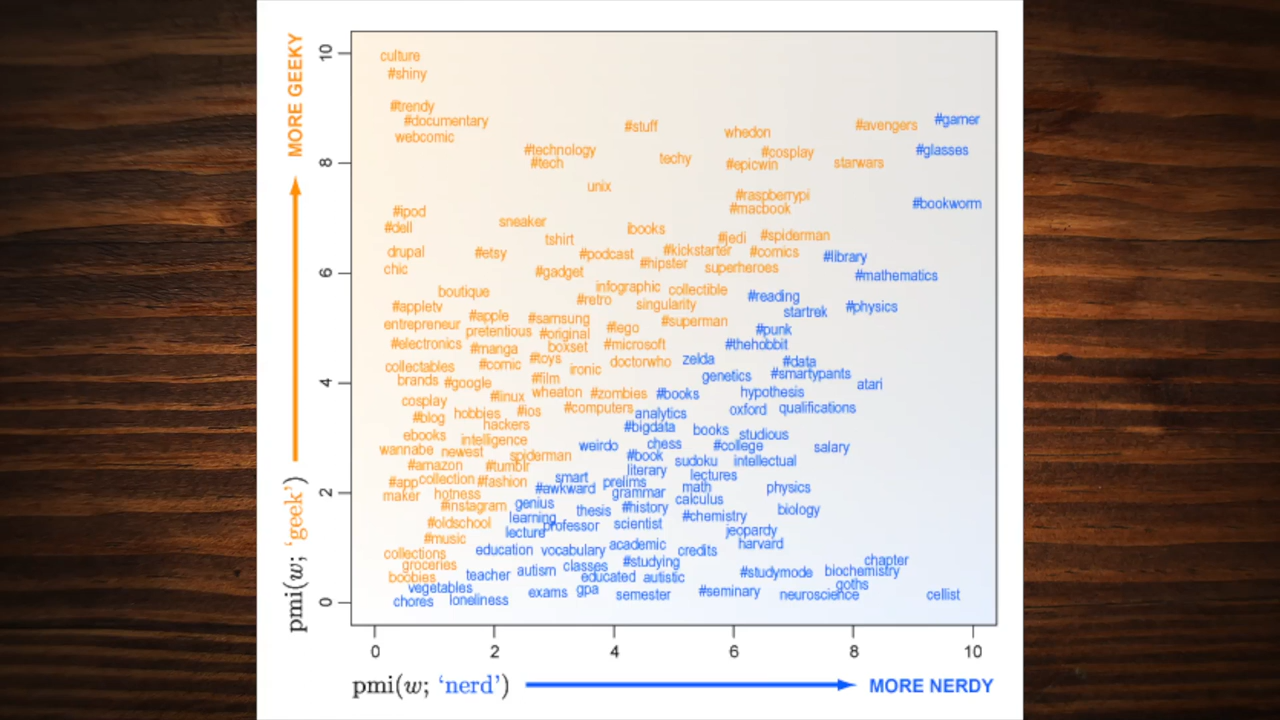 MORE GEEKY
pmi(w; 'geek')
10
8
6
4
2
0
culture
#shiny
#trendy
#documentary
webcomic
#stuff
whedon
#avengers
#gamer
#technology
#tech
techy
#cosplay
#epicwin
starwars
#glasses
unix
#raspberrypi
#macbook
#bookworm
#ipod
#dell
sneaker
ibooks
tshirt
#jedi
#spiderman
drupal
chic
#etsy
#podcast
#kickstarter
#comics
#library
#hipster
superheroes
#gadget
#mathematics
boutique
infographic
collectible
#retro
singularity
#reading
startrek
#physics
#appletv
#apple
#samsung
entrepreneur
pretentious
#original
#lego
#superman
#punk
#electronics
#manga
boxset
#microsoft
#thehobbit
collectables
#comic
#toys
ironic
doctorwho
zelda
#data
brands
#google
#film
genetics
#smartypants
atari
#linux
wheaton
#zombies
#books
hypothesis
cosplay
#blog
hobbies
#ios
#computers
analytics
oxford
qualifications
hackers
#bigdata
books
studious
ebooks
intelligence
wannabe
newest
spiderman
weirdo
chess
#book
#college
salary
sudoku
intellectual
#amazon
#tumblr
literary
lectures
#app
collection
#fashion
smart
prelims
math
physics
maker
hotness
#awkward
grammar
calculus
#instagram
genius
thesis
#history
biology
#oldschool
learning
professor
scientist
#chemistry
lecture
jeopardy
#music
harvard
collections
education
vocabulary
academic
credits
groceries
classes
#studying
chapter
boobies
teacher
autism
educated
autistic
#studymode
biochemistry
vegetables
exams
gpa
semester
#seminary
goths
neuroscience
cellist
chores
loneliness
0 2 4 6 8 10
pmi(w; 'nerd') MORE NERDY